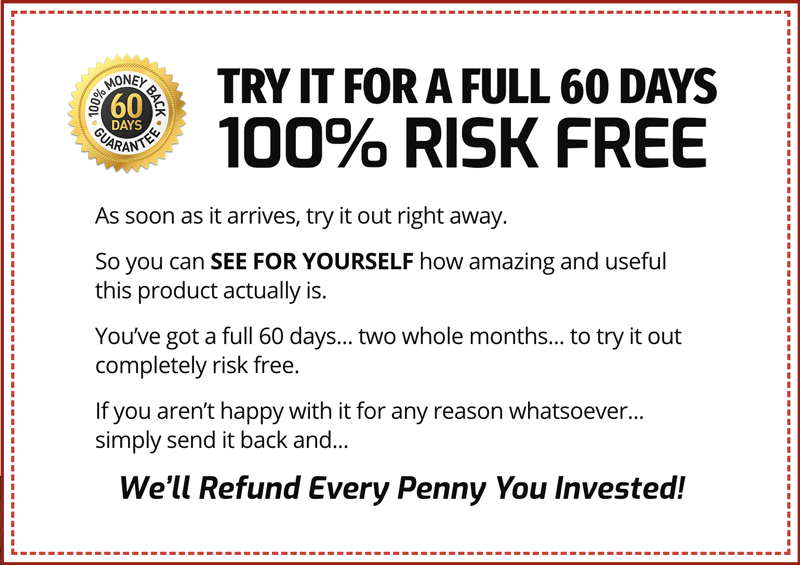 100% MONEY BACK
60
DAYS
GUARANTEE
TRY IT FOR A FULL 60 DAYS
100% RISK FREE
As soon as it arrives, try it out right away.
So you can SEE FOR YOURSELF how amazing and useful
this product actually is.
You’ve got a full 60 days... two whole months... to try it out
completely risk free.
If you aren’t happy with it for any reason whatsoever...
simply send it back and...
We’ll Refund Every Penny You Invested!